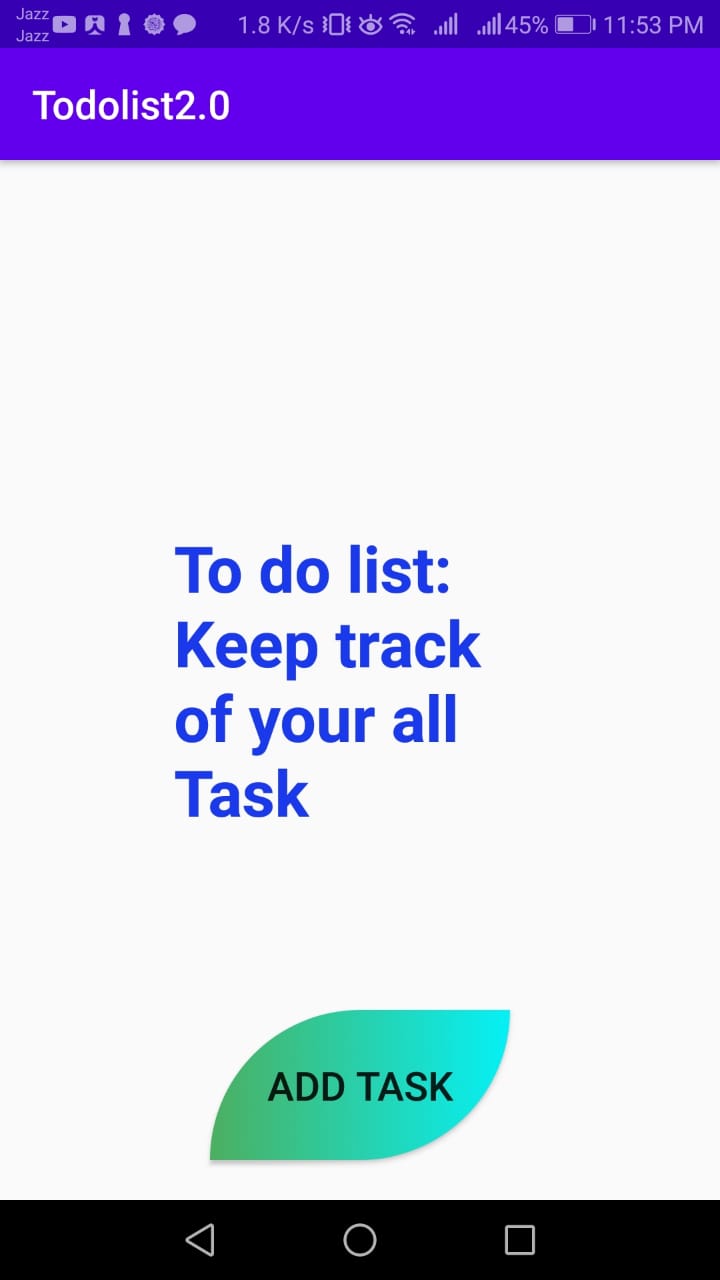 Jazz
Jazz
1.8 K/s
45%
11:53 PM
Todolist2.0
To do list:
Keep track
of your all
Task
ADD TASK